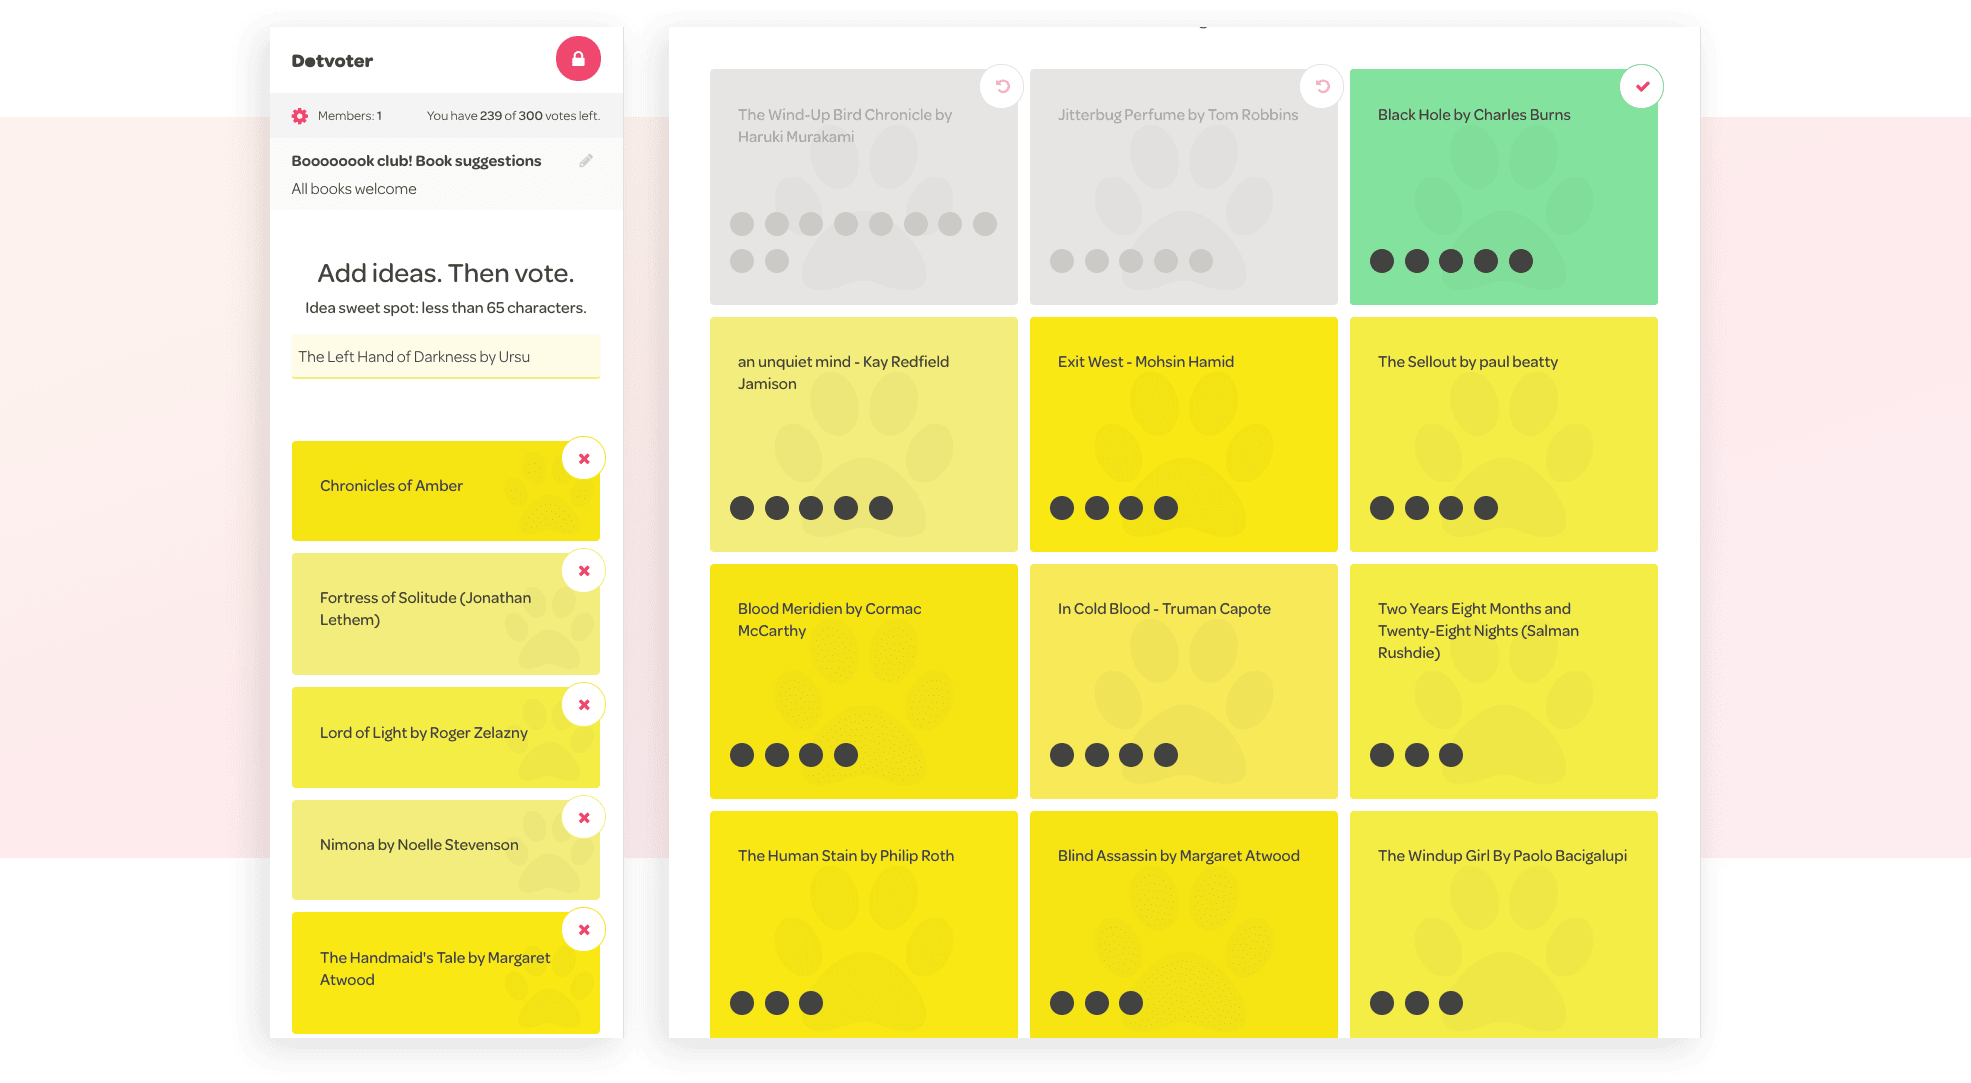 Dotvoter
Members: 1
You have 239 of 300 votes left.
Boooooook club! Book suggestions
All books welcome
Add ideas. Then vote.
Idea sweet spot: less than 65 characters.
The Left Hand of Darkness by Ursu
Chronicles of Amber
Fortress of Solitude (Jonathan
Lethem)
Lord of Light by Roger Zelazny
Nimona by Noelle Stevenson
The Handmaid's Tale by Margaret
Atwood
The Wind-Up Bird Chronicle by
Haruki Murakami
Jitterbug Perfume by Tom Robbins
Black Hole by Charles Burns
an unquiet mind - Kay Redfield
Jamison
Exit West - Mohsin Hamid
The Sellout by paul beatty
Blood Meridien by Cormac
McCarthy
In Cold Blood - Truman Capote
Two Years Eight Months and
Twenty-Eight Nights (Salman
Rushdie)
The Human Stain by Philip Roth
Blind Assassin by Margaret Atwood
The Windup Girl By Paolo Bacigalupi